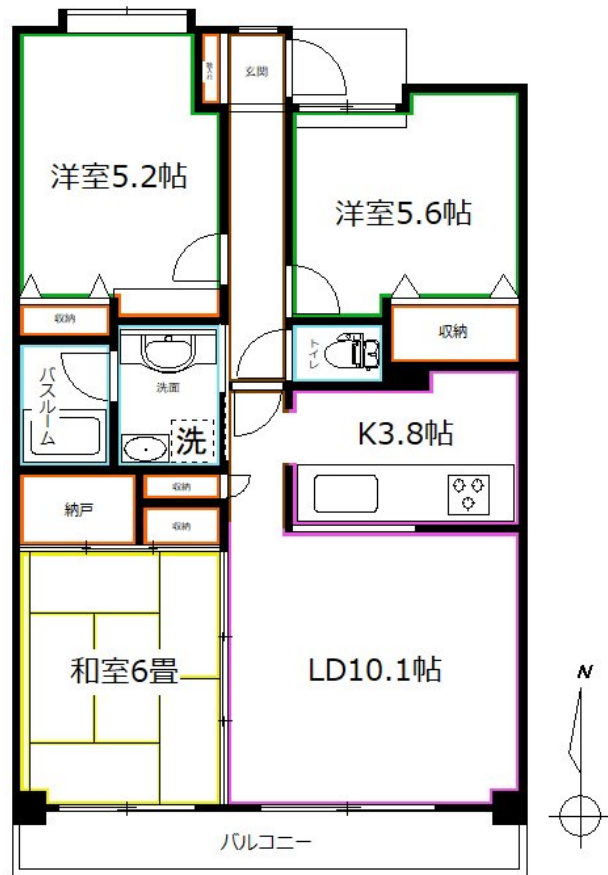 玄関
洋室5.2帖
洋室5.6帖
収納
収納
トイレ
バスルーム
洗面
洗
K3.8帖
納戸
収納
収納
和室6畳
LD10.1帖
N
バルコニー